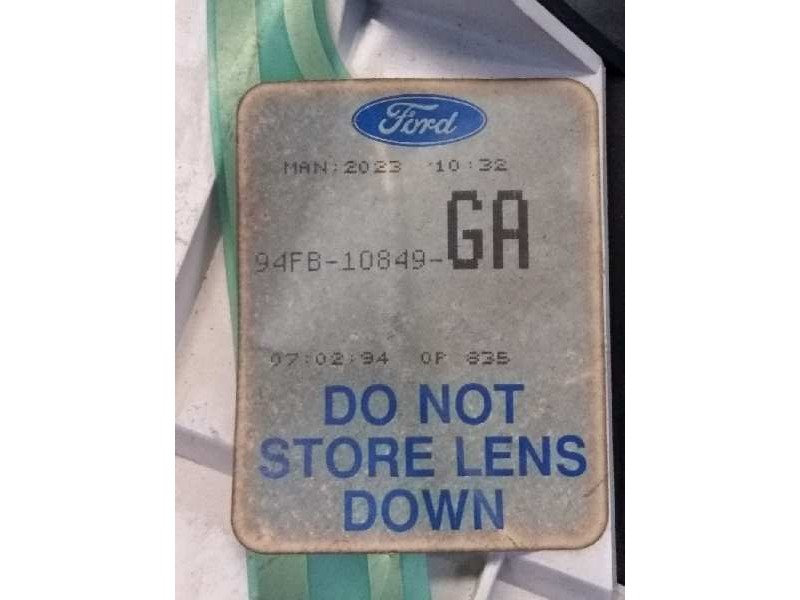 Ford
MAN:2023 10:32
94FB-10849-GA
07:02:94 OP 835
DO NOT
STORE LENS
DOWN